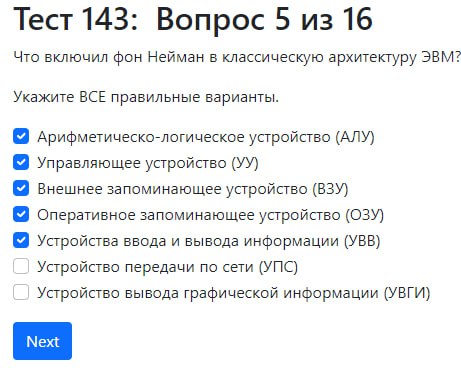 Тест 143: Вопрос 5 из 16
Что включил фон Нейман в классическую архитектуру ЭВМ?
Укажите ВСЕ правильные варианты.
Арифметическо-логическое устройство (АЛУ)
Управляющее устройство (УУ)
Внешнее запоминающее устройство (ВЗУ)
Оперативное запоминающее устройство (ОЗУ)
Устройства ввода и вывода информации (УВВ)
Устройство передачи по сети (УПС)
Устройство вывода графической информации (УВГИ)
Next